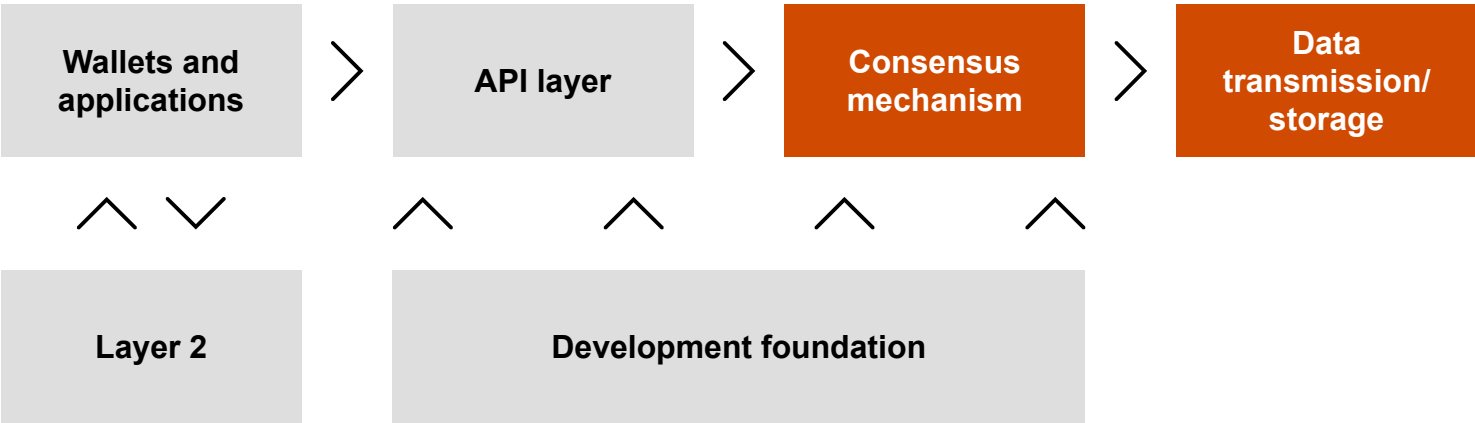 Wallets and
applications
API layer
Consensus
mechanism
Data
transmission/
storage
Layer 2
Development foundation